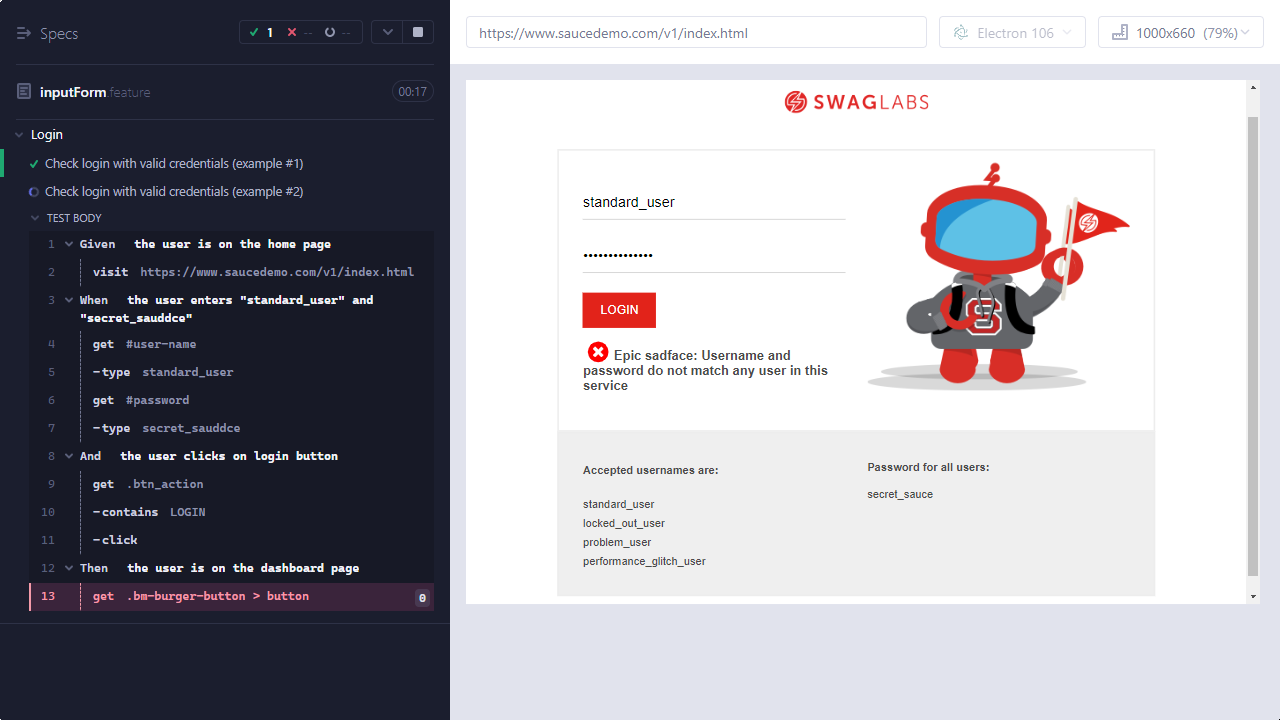 Specs
1
--
--
https://www.saucedemo.com/v1/index.html
Electron 106
1000x660 (79%)
inputForm.feature
00:17
Login
Check login with valid credentials (example #1)
Check login with valid credentials (example #2)
TEST BODY
1 Given the user is on the home page
2 visit https://www.saucedemo.com/v1/index.html
3 When the user enters "standard_user" and
"secret_sauddce"
4 get #user-name
5 -type standard_user
6 get #password
7 -type secret_sauddce
8 And the user clicks on login button
9 get .btn_action
10 -contains LOGIN
11 -click
12 Then the user is on the dashboard page
13 get .bm-burger-button > button 0
SWAGLABS
standard_user
••••••••••••••
LOGIN
Epic sadface: Username and
password do not match any user in this
service
S
Accepted usernames are:
standard_user
locked_out_user
problem_user
performance_glitch_user
Password for all users:
secret_sauce